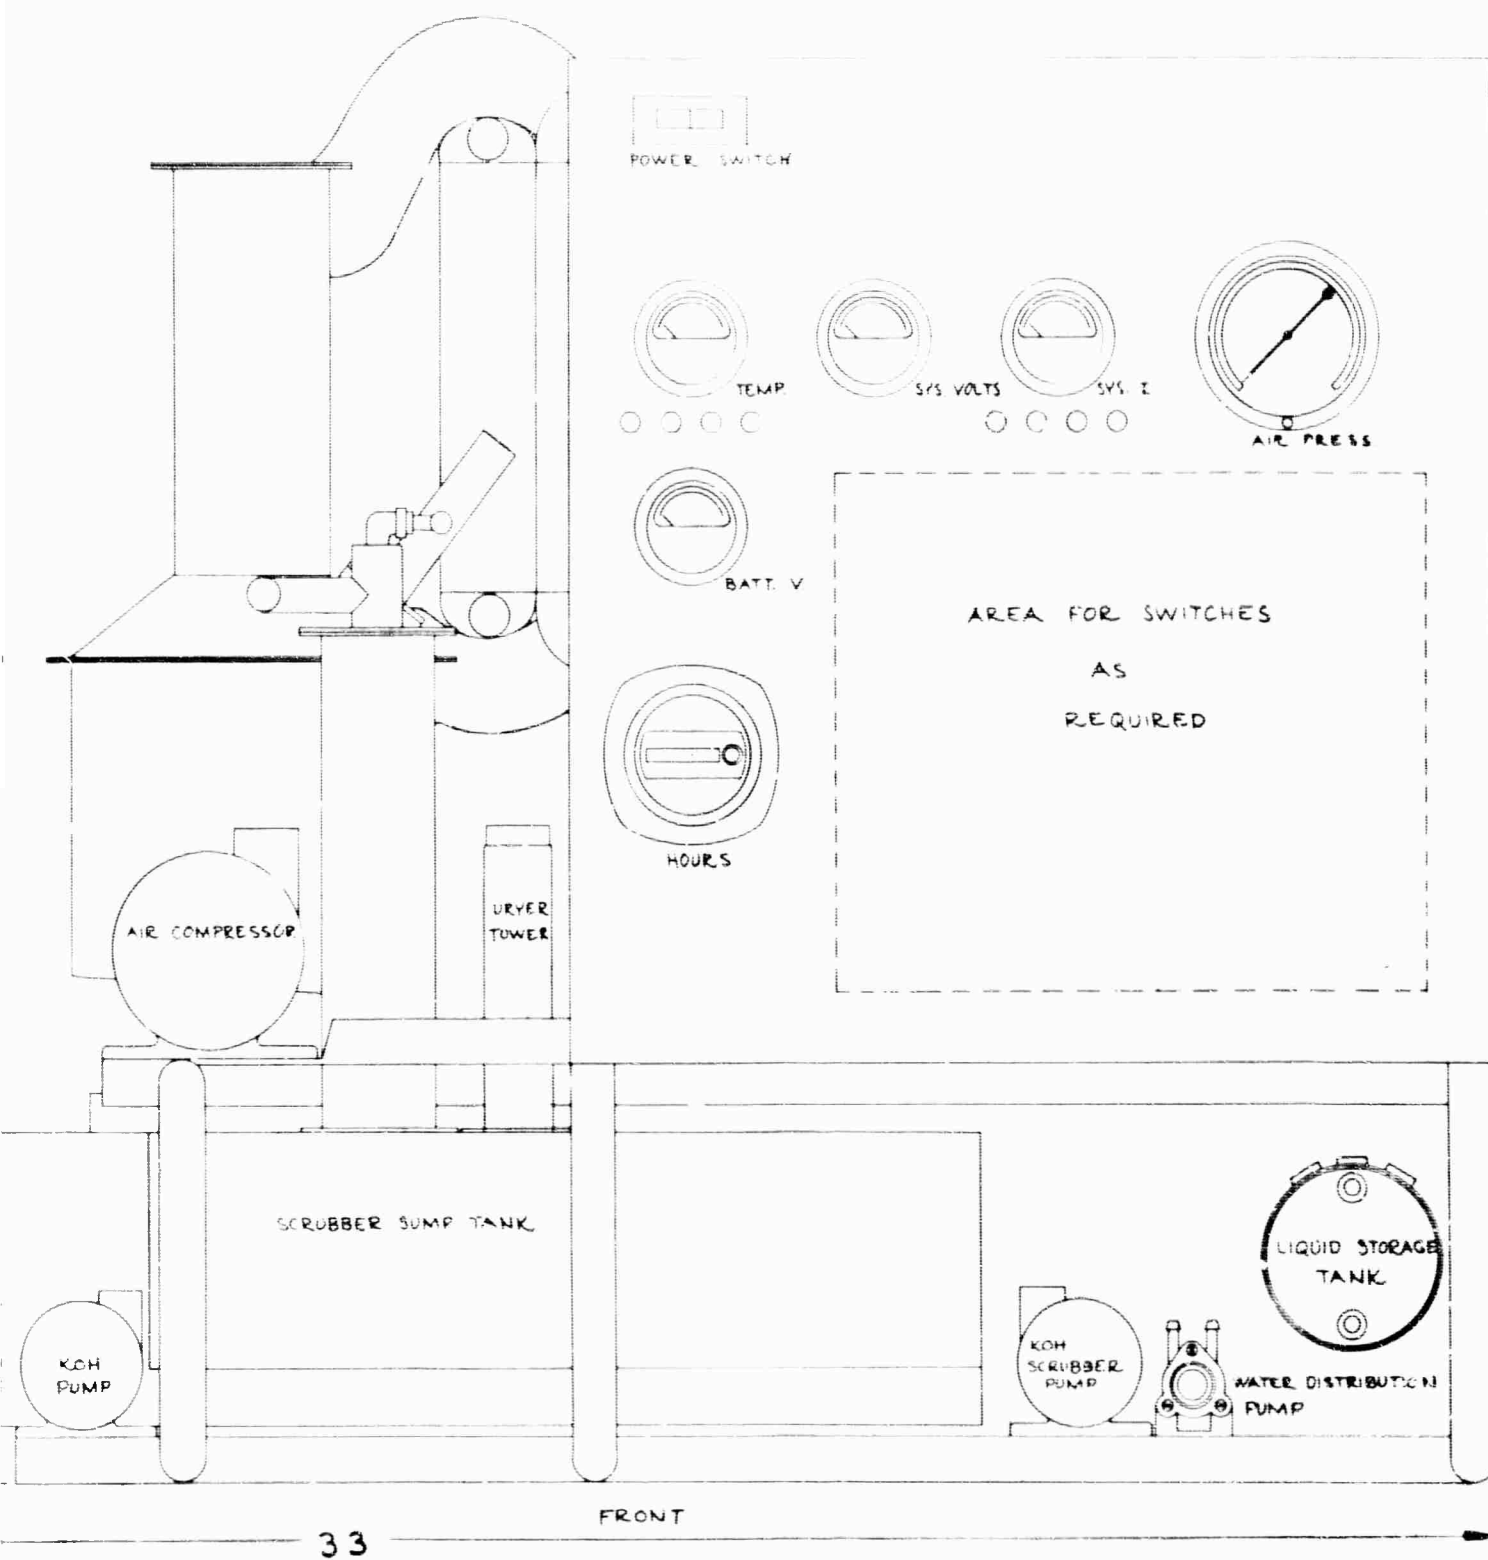 POWER SWITCH
TEMP.
SYS. VOLTS
SYS. I
AIR PRESS
BATT. V
AREA FOR SWITCHES
AS
REQUIRED
HOURS
AIR COMPRESSOR
DRYER
TOWER
SCRUBBER SUMP TANK
LIQUID STORAGE
TANK
KOH
PUMP
KOH
SCRUBBER
PUMP
WATER DISTRIBUTION
PUMP
FRONT
33